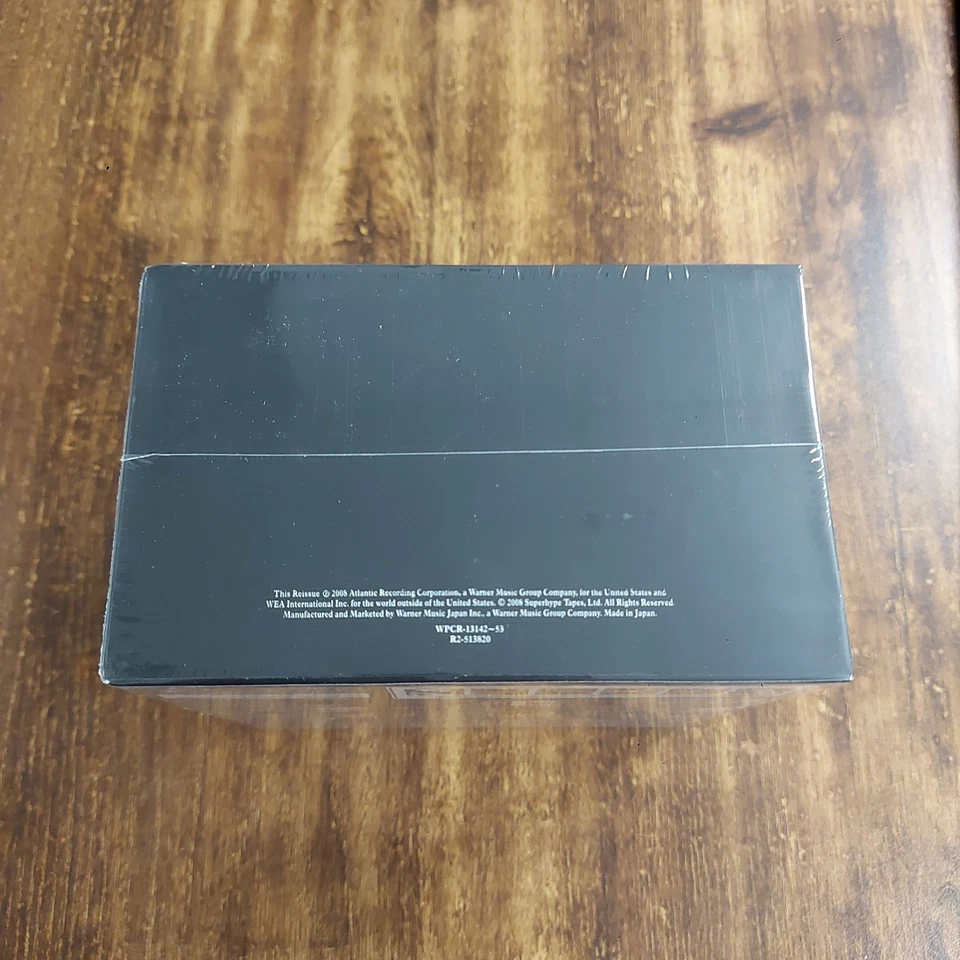 This Reissue ℗ 2008 Atlantic Recording Corporation, a Warner Music Group Company, for the United States and
WEA International Inc. for the world outside of the United States. © 2008 Superhype Tapes, Ltd. All Rights Reserved.
Manufactured and Marketed by Warner Music Japan Inc., a Warner Music Group Company. Made in Japan.
WPCR-13142~53
R2-513820